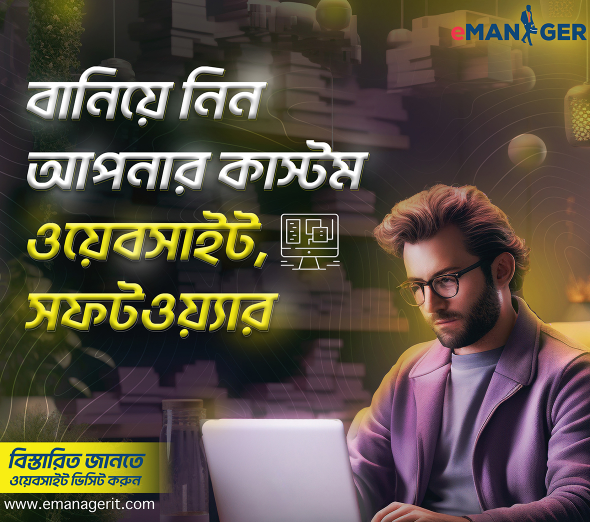 eMANAGER
বানিয়ে নিন
আপনার কাস্টম
ওয়েবসাইট,
সফটওয়্যার
বিস্তারিত জানতে
ওয়েবসাইট ভিসিট করুন
www.emanagerit.com